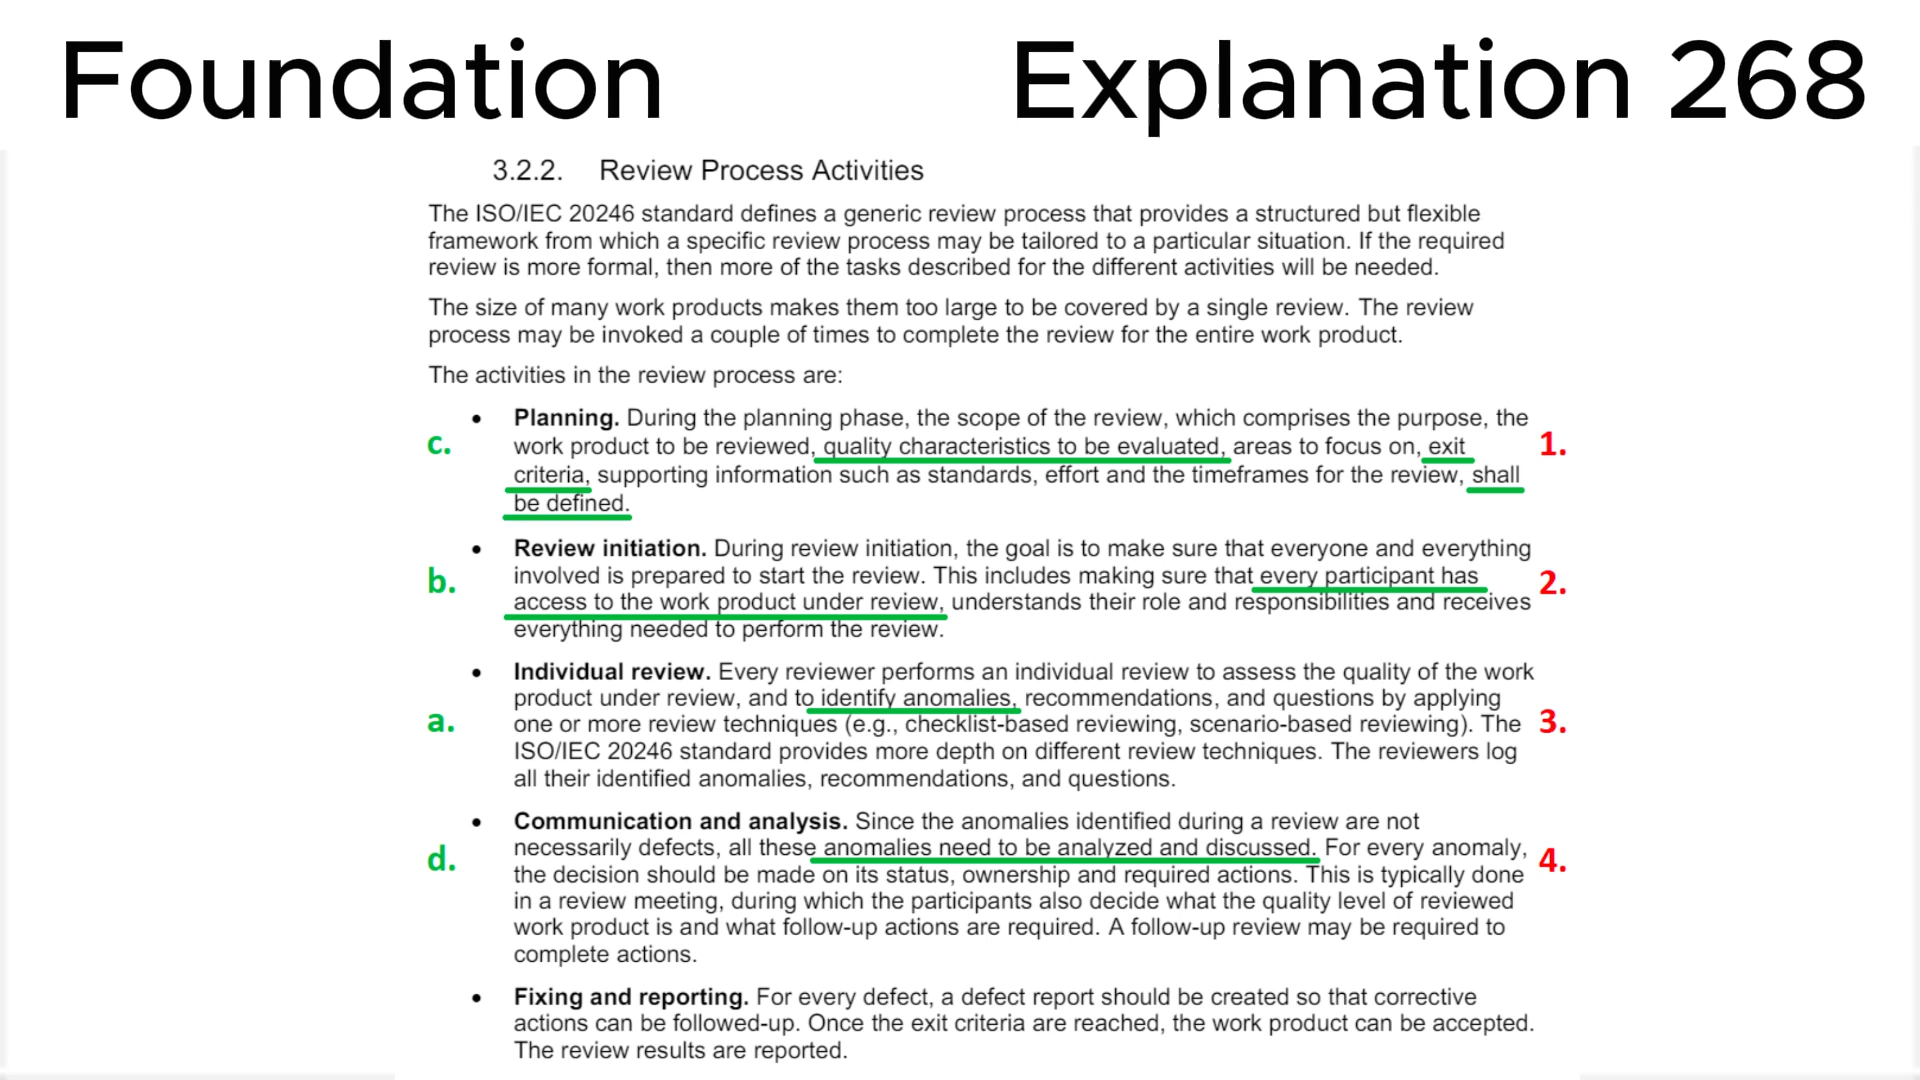 Foundation
Explanation 268
3.2.2. Review Process Activities
The ISO/IEC 20246 standard defines a generic review process that provides a structured but flexible
framework from which a specific review process may be tailored to a particular situation. If the required
review is more formal, then more of the tasks described for the different activities will be needed.
The size of many work products makes them too large to be covered by a single review. The review
process may be invoked a couple of times to complete the review for the entire work product.
The activities in the review process are:
• Planning. During the planning phase, the scope of the review, which comprises the purpose, the
c. work product to be reviewed, quality characteristics to be evaluated, areas to focus on, exit 1.
criteria, supporting information such as standards, effort and the timeframes for the review, shall
be defined.
• Review initiation. During review initiation, the goal is to make sure that everyone and everything
b. involved is prepared to start the review. This includes making sure that every participant has 2.
access to the work product under review, understands their role and responsibilities and receives
everything needed to perform the review.
• Individual review. Every reviewer performs an individual review to assess the quality of the work
product under review, and to identify anomalies, recommendations, and questions by applying
a. one or more review techniques (e.g., checklist-based reviewing, scenario-based reviewing). The 3.
ISO/IEC 20246 standard provides more depth on different review techniques. The reviewers log
all their identified anomalies, recommendations, and questions.
• Communication and analysis. Since the anomalies identified during a review are not
d. necessarily defects, all these anomalies need to be analyzed and discussed. For every anomaly, 4.
the decision should be made on its status, ownership and required actions. This is typically done
in a review meeting, during which the participants also decide what the quality level of reviewed
work product is and what follow-up actions are required. A follow-up review may be required to
complete actions.
• Fixing and reporting. For every defect, a defect report should be created so that corrective
actions can be followed-up. Once the exit criteria are reached, the work product can be accepted.
The review results are reported.